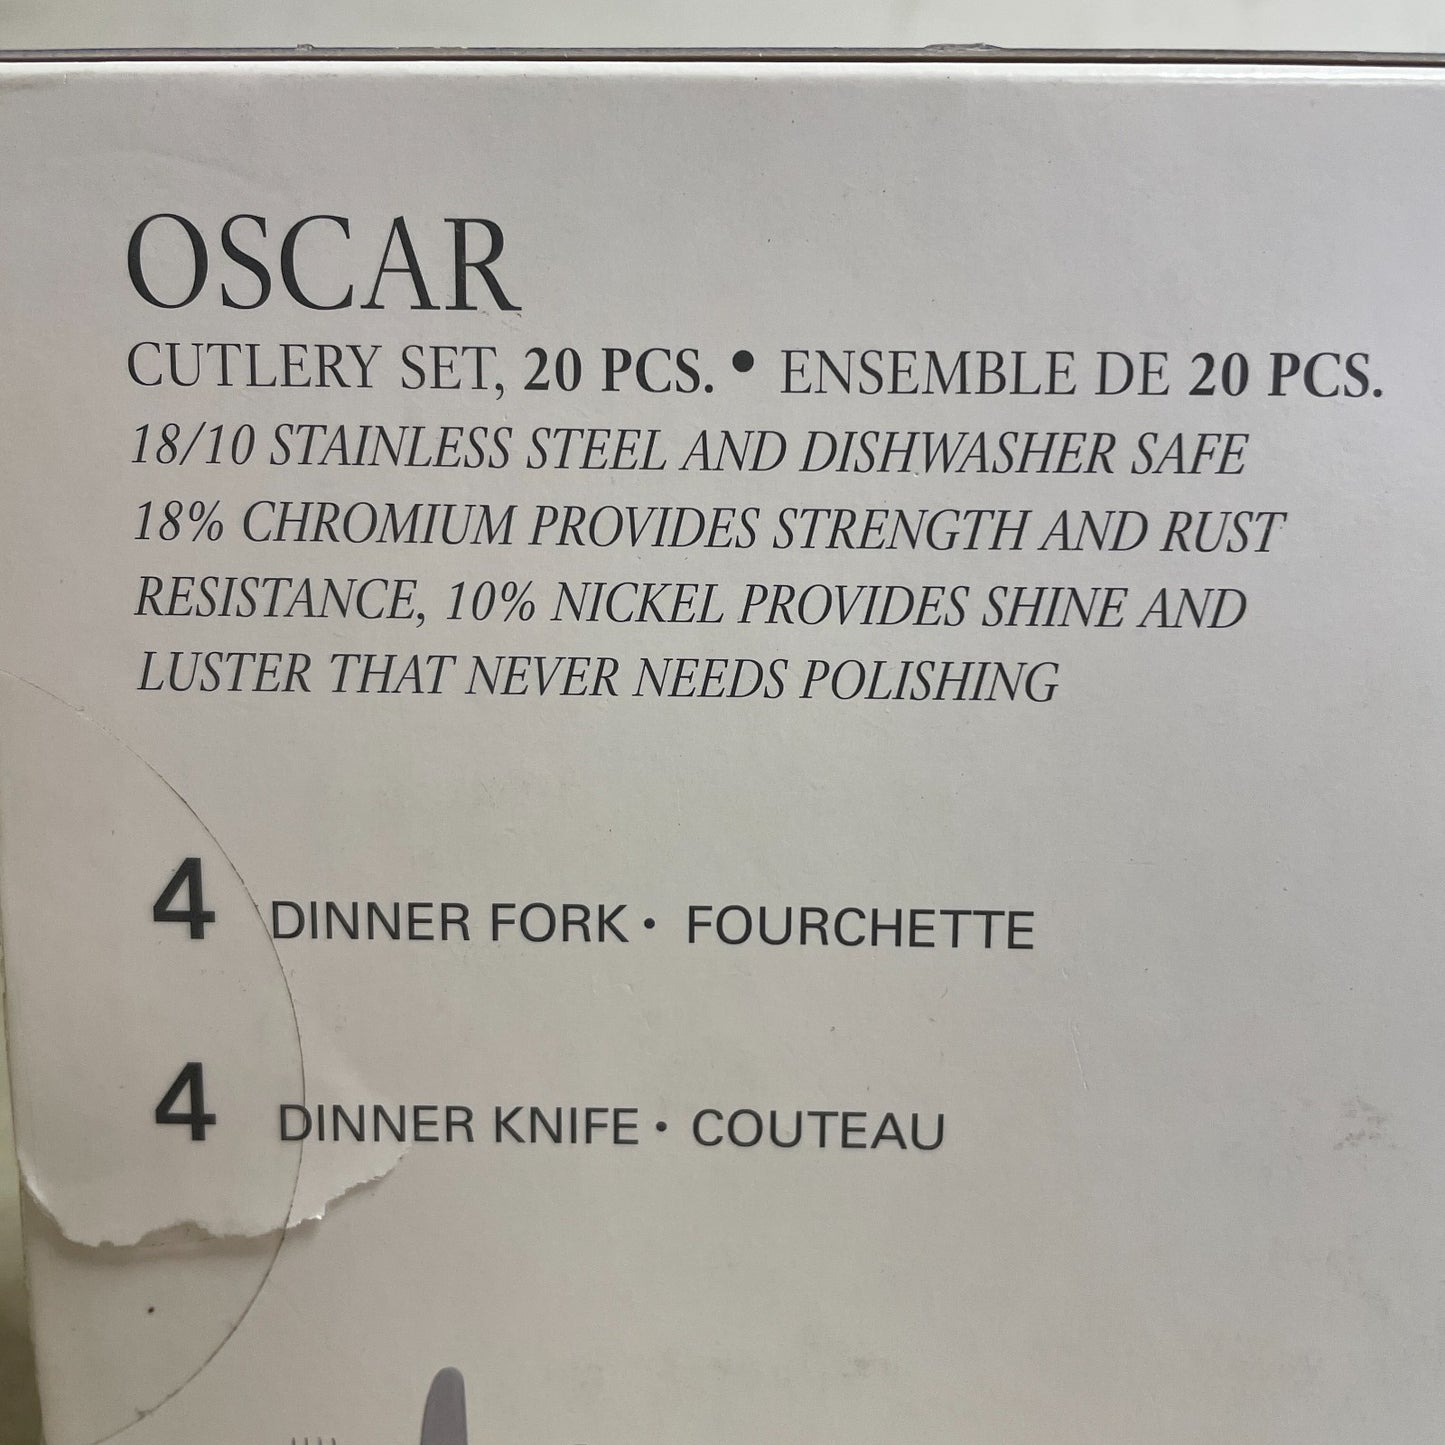 OSCAR
CUTLERY SET, 20 PCS. • ENSEMBLE DE 20 PCS.
18/10 STAINLESS STEEL AND DISHWASHER SAFE
18% CHROMIUM PROVIDES STRENGTH AND RUST
RESISTANCE, 10% NICKEL PROVIDES SHINE AND
LUSTER THAT NEVER NEEDS POLISHING
4 DINNER FORK • FOURCHETTE
4 DINNER KNIFE • COUTEAU